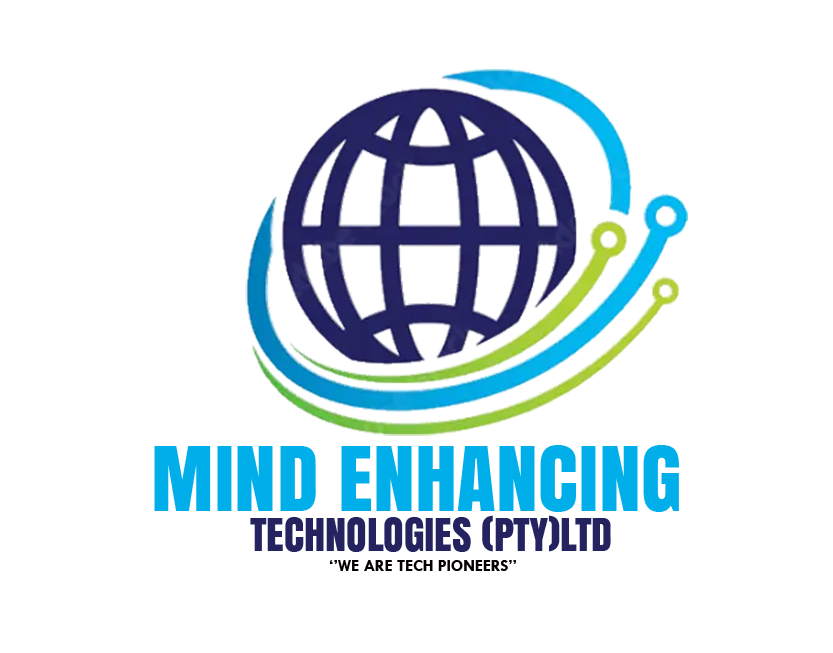 MIND ENHANCING
TECHNOLOGIES (PTY)LTD
‘’WE ARE TECH PIONEERS’’